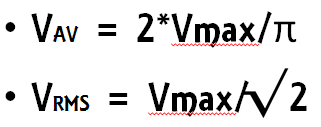 • VAV = 2*Vmax/π
• VRMS = Vmax/√2